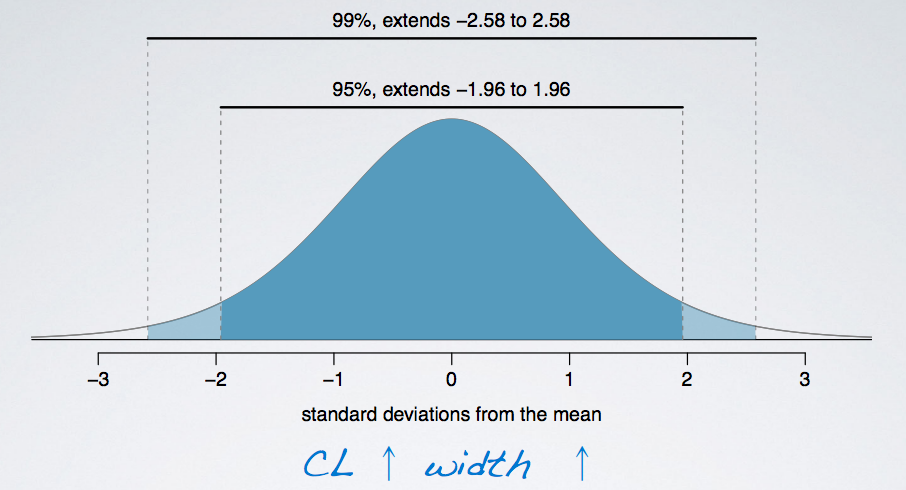 99%, extends −2.58 to 2.58
95%, extends −1.96 to 1.96
−3 −2 −1 0 1 2 3
standard deviations from the mean
CL ↑ width ↑